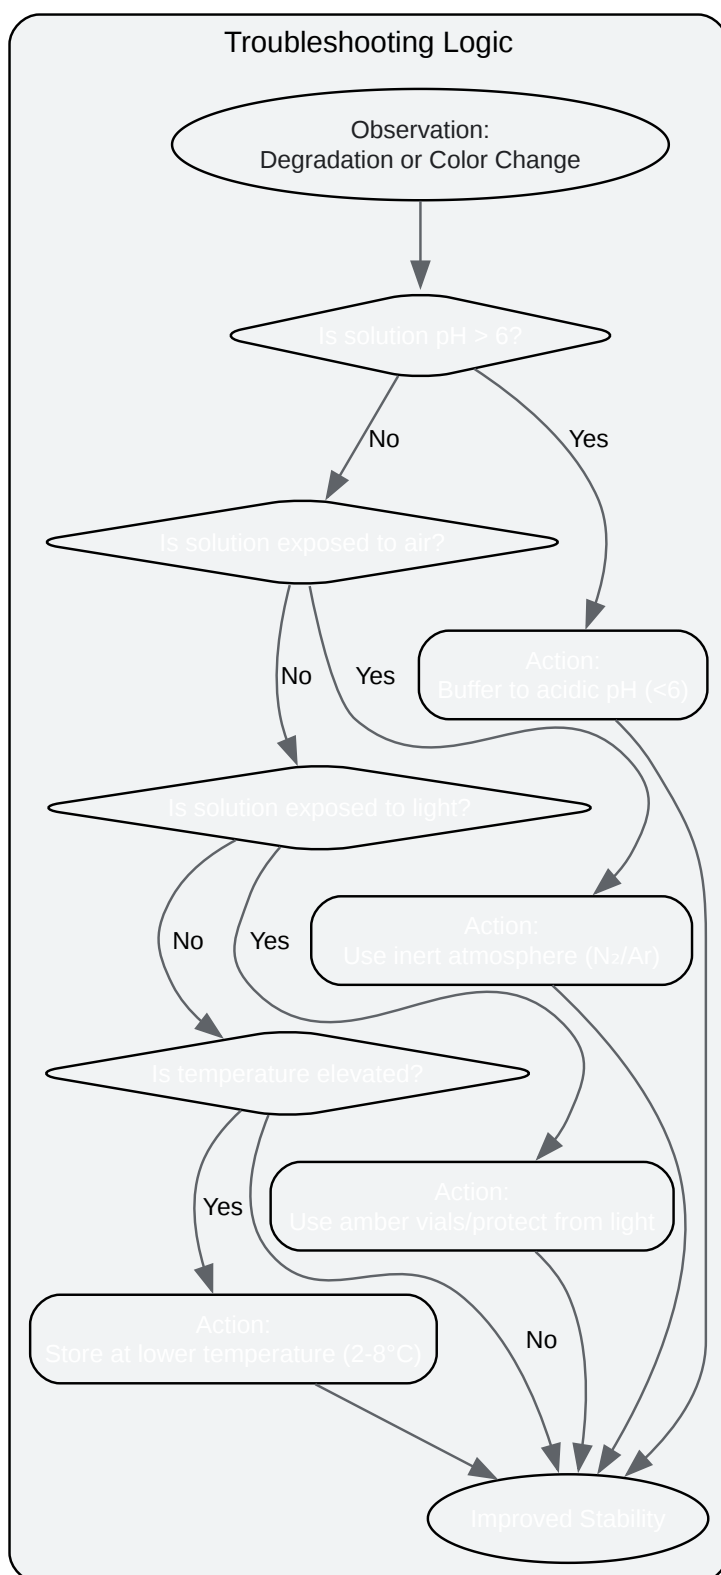 Troubleshooting Logic
Observation:
Degradation or Color Change
Is solution pH > 6?
No
Yes
Is solution exposed to air?
No
Yes
Action:
Buffer to acidic pH (<6)
Is solution exposed to light?
No
Yes
Action:
Use inert atmosphere (N₂/Ar)
Is temperature elevated?
Yes
Action:
Use amber vials/protect from light
No
Action:
Store at lower temperature (2-8°C)
Improved Stability